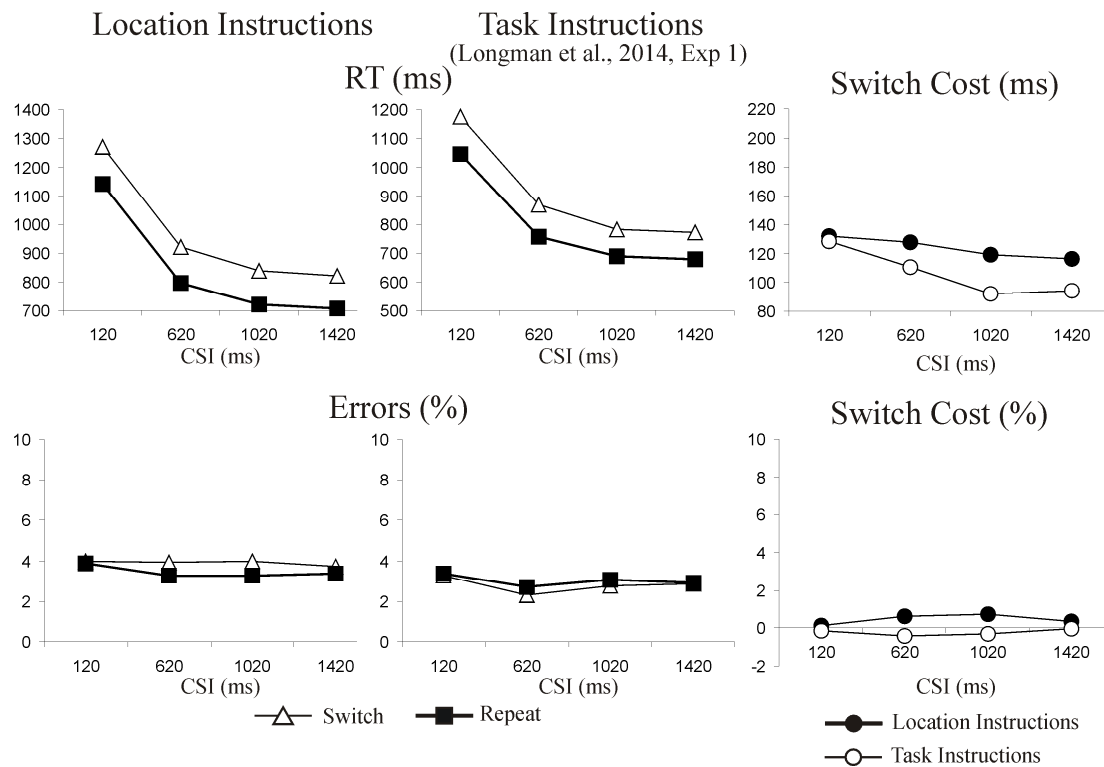 Location Instructions
Task Instructions
(Longman et al., 2014, Exp 1)
RT (ms)
Switch Cost (ms)
1400
1300
1200
1100
1000
900
800
700
120 620 1020 1420
CSI (ms)
1200
1100
1000
900
800
700
600
500
120 620 1020 1420
CSI (ms)
220
200
180
160
140
120
100
80
120 620 1020 1420
CSI (ms)
Errors (%)
Switch Cost (%)
10
8
6
4
2
0
120 620 1020 1420
CSI (ms)
10
8
6
4
2
0
120 620 1020 1420
CSI (ms)
10
8
6
4
2
0
-2
120 620 1020 1420
CSI (ms)
Switch
Repeat
Location Instructions
Task Instructions